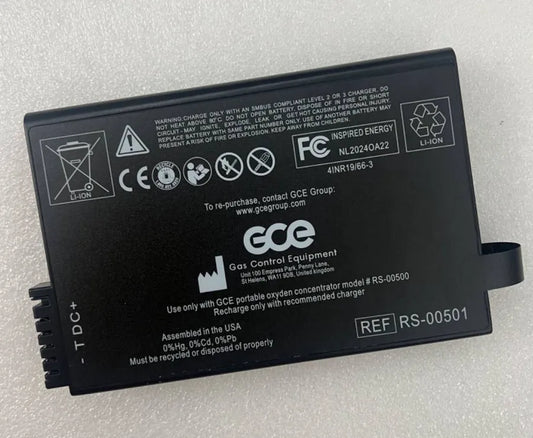 WARNING: CHARGE ONLY WITH AN SMBUS COMPLIANT LEVEL 2 OR 3 CHARGER. DO
NOT HEAT ABOVE 80°C OR BURN BATTERY. DISPOSE OF IN FIRE OR SHORT
CIRCUIT- MAY IGNITE, EXPLODE, LEAK OR GET HOT CAUSING PERSONAL INJURY.
REPLACE BATTERY WITH SAME MODEL ONLY. USE OF ANOTHER BATTERY MAY
PRESENT A RISK OF FIRE OR EXPLOSION. KEEP AWAY FROM CHILDREN
LI-ION
CE
FC
INSPIRED ENERGY
NL2024OA22
4INR19/66-3
LI-ION
To re-purchase, contact GCE Group:
www.gcegroup.com
GCE
Gas Control Equipment
Unit 100 Empress Park, Penny Lane,
St Helens, WA11 9DB, United kingdom
Use only with GCE portable oxyden concentrator model # RS-00500
Recharge only with recommended charger
- T D C +
Assembled in the USA
0%Hg, 0%Cd, 0%Pb
Must be recycled or disposed of properly
REF RS-00501